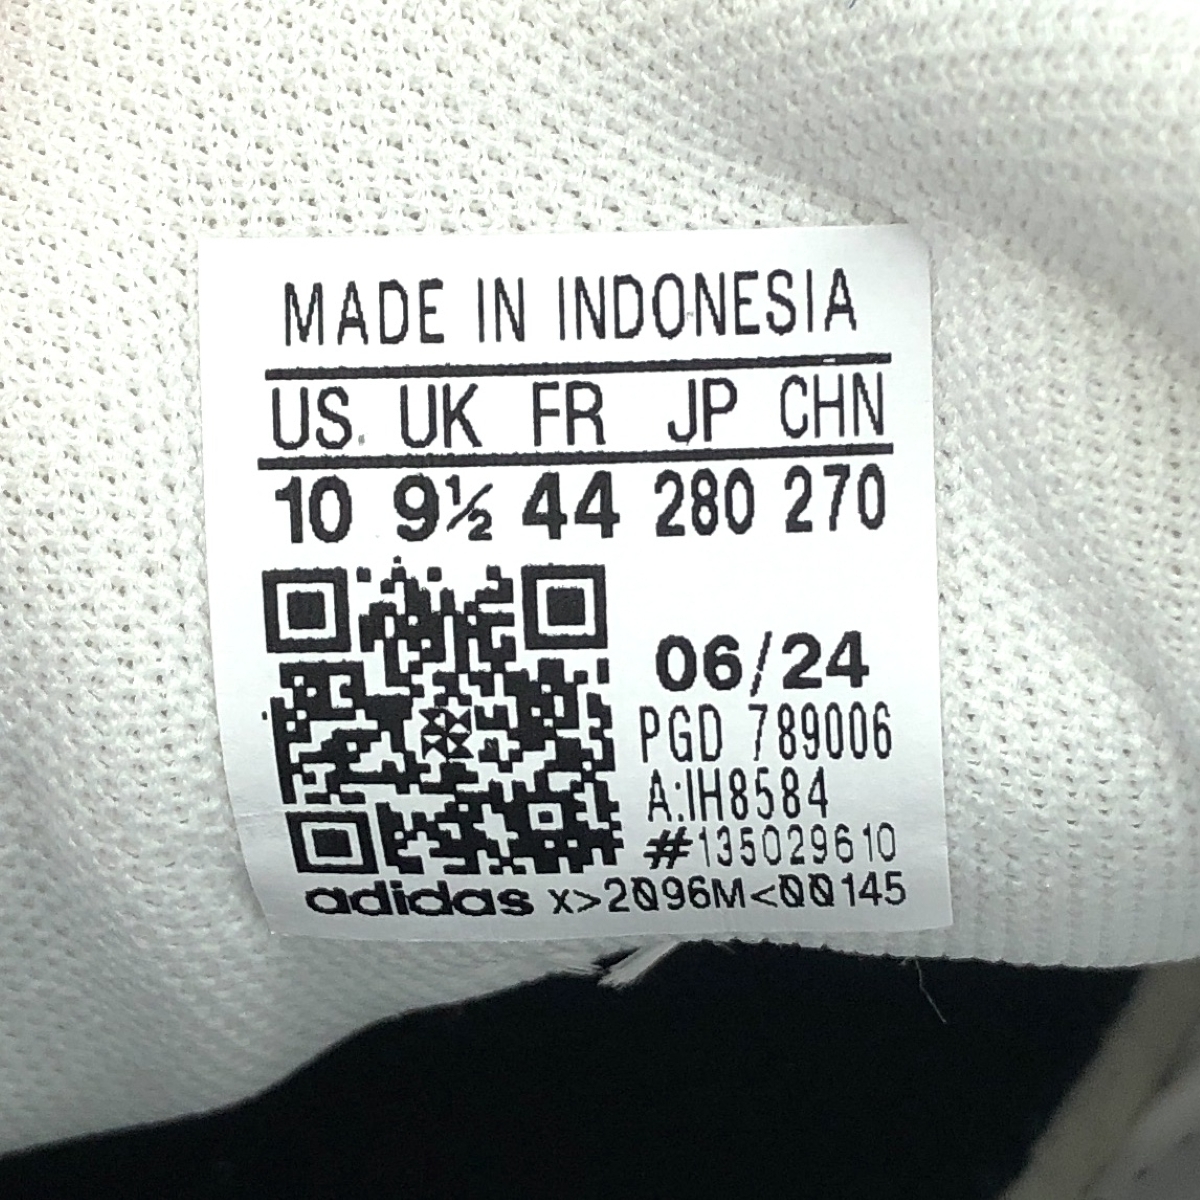 MADE IN INDONESIA
US UK FR JP CHN
10 9½ 44 280 270
06/24
PGD 789006
A:IH8584
#135029610
adidas x>2096M<00145